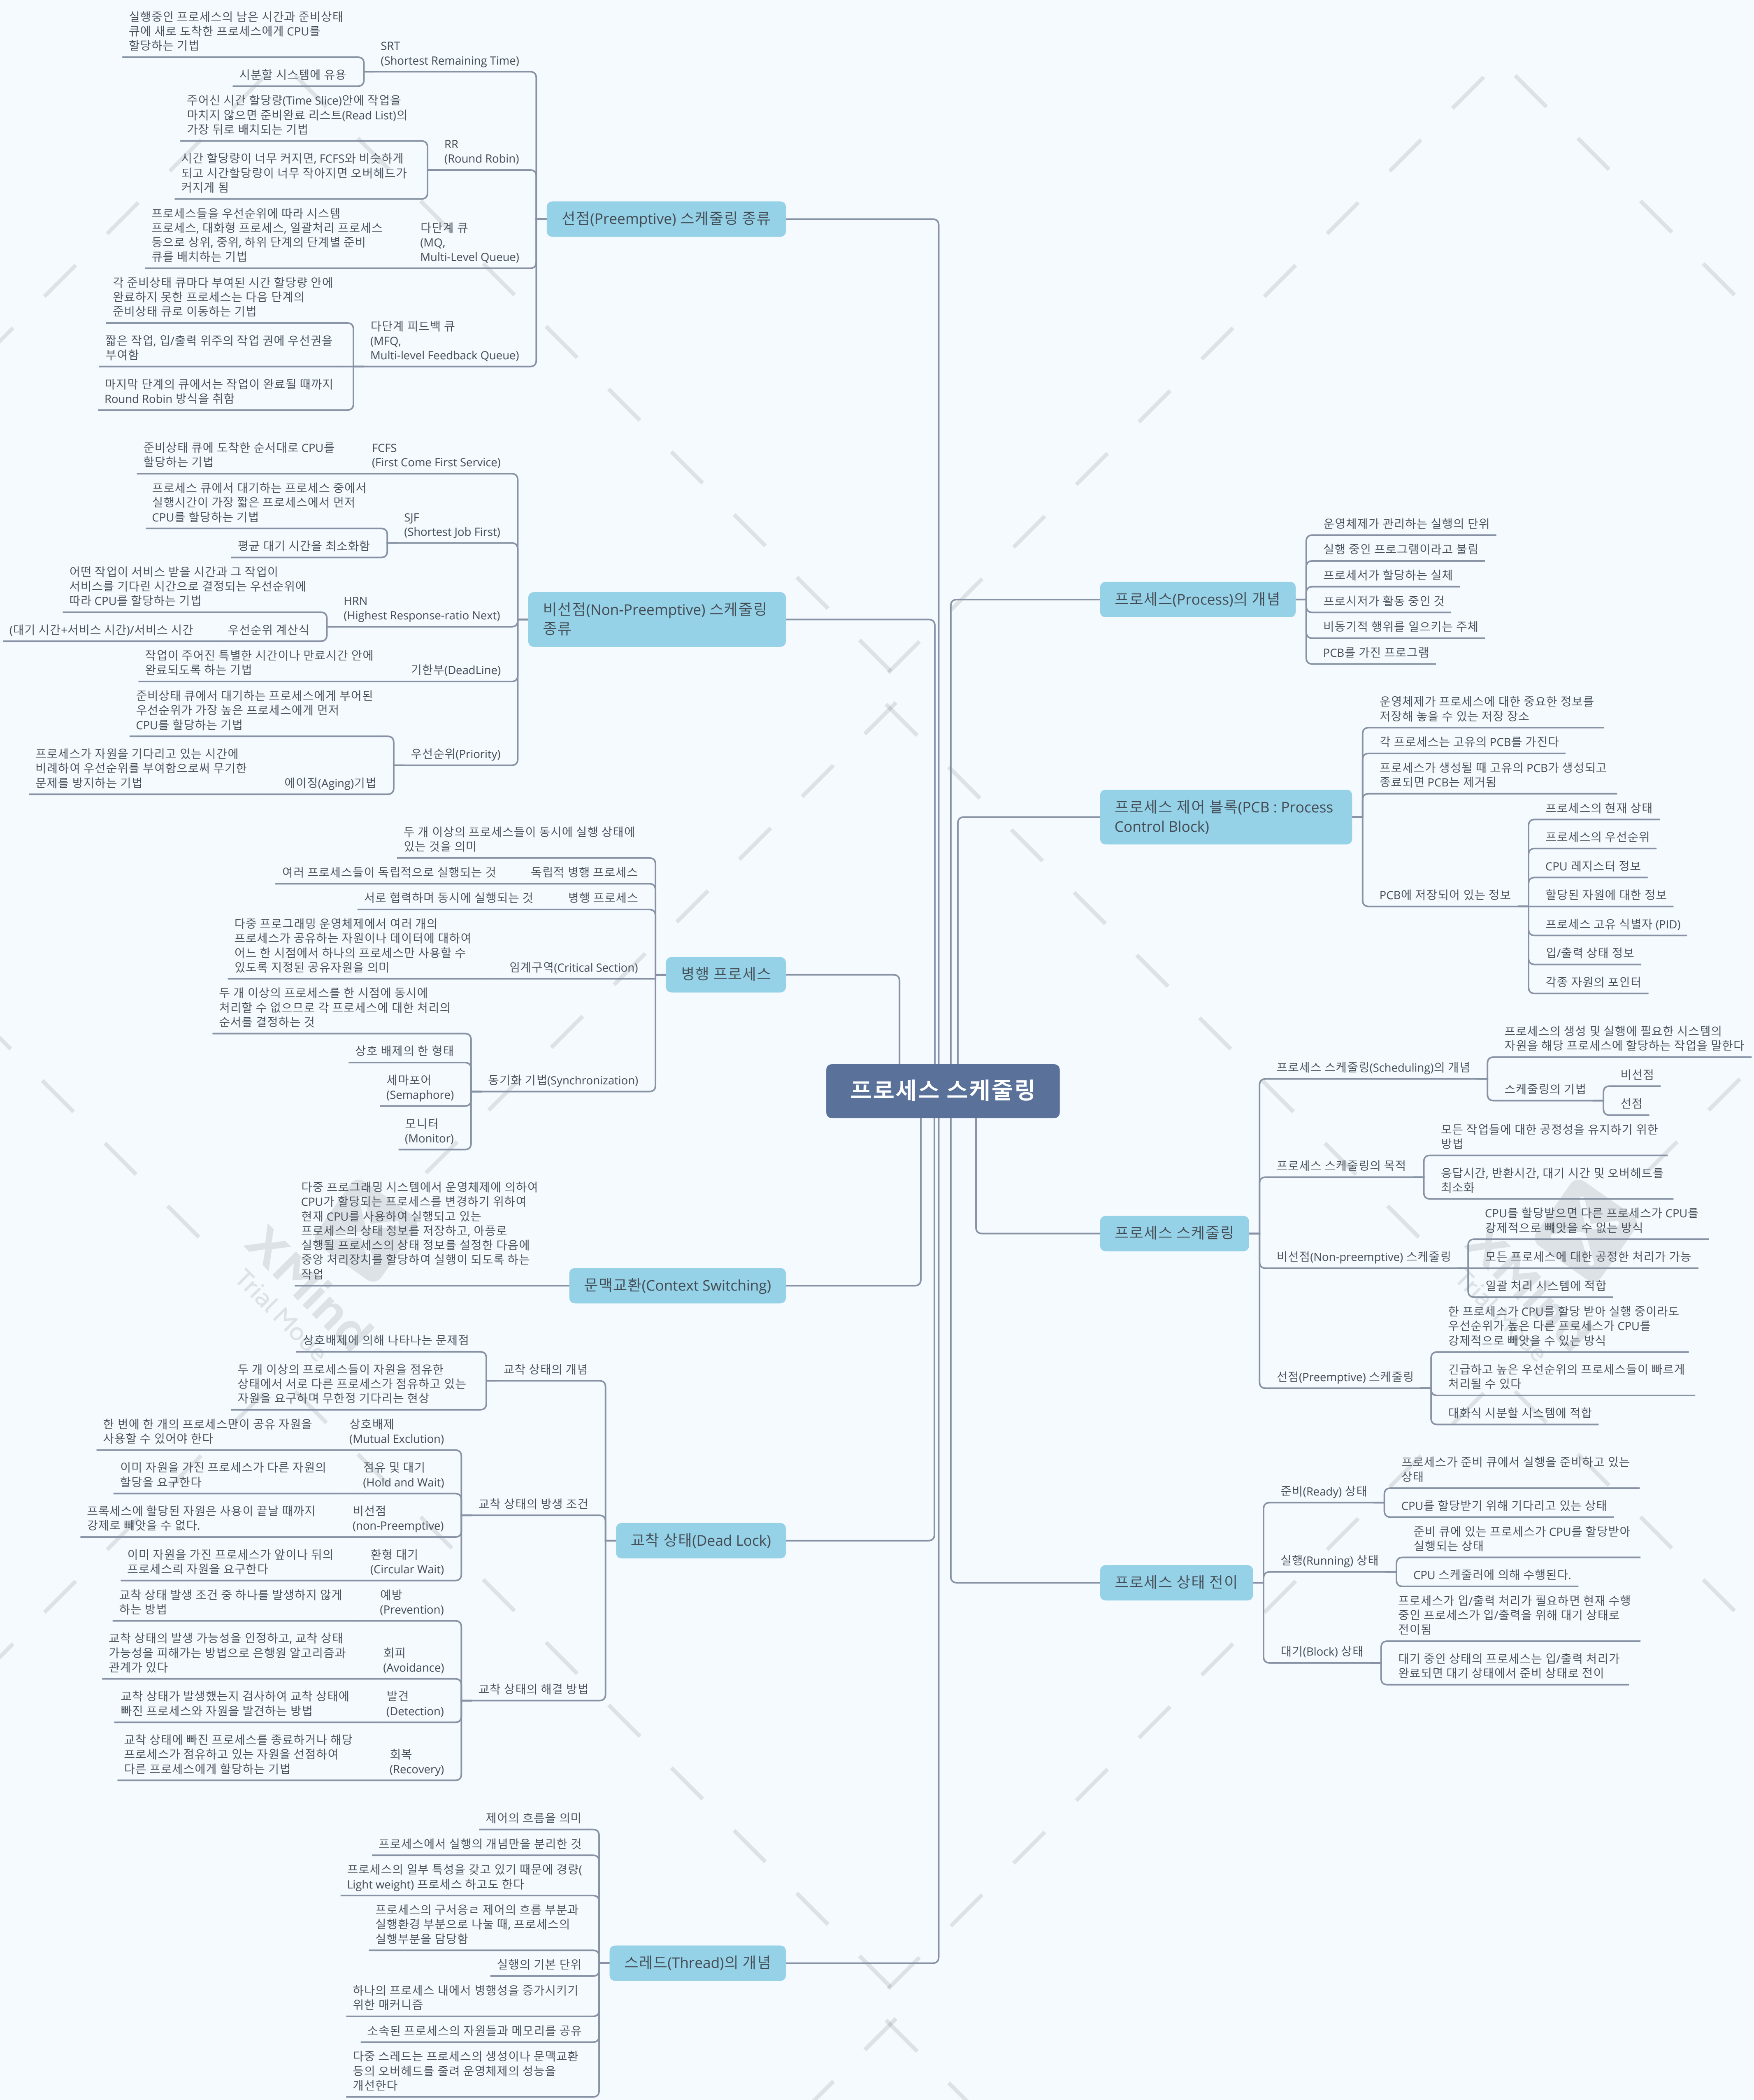 프로세스 스케줄링
프로세스(Process)의 개념
운영체제가 관리하는 실행의 단위
실행 중인 프로그램이라고 불림
프로세서가 할당하는 실체
프로시저가 활동 중인 것
비동기적 행위를 일으키는 주체
PCB를 가진 프로그램
프로세스 제어 블록(PCB : Process
Control Block)
운영체제가 프로세스에 대한 중요한 정보를
저장해 놓을 수 있는 저장 장소
각 프로세스는 고유의 PCB를 가진다
프로세스가 생성될 때 고유의 PCB가 생성되고
종료되면 PCB는 제거됨
PCB에 저장되어 있는 정보
프로세스의 현재 상태
프로세스의 우선순위
CPU 레지스터 정보
할당된 자원에 대한 정보
프로세스 고유 식별자 (PID)
입/출력 상태 정보
각종 자원의 포인터
프로세스 스케줄링
프로세스 스케줄링(Scheduling)의 개념
프로세스의 생성 및 실행에 필요한 시스템의
자원을 해당 프로세스에 할당하는 작업을 말한다
스케줄링의 기법
비선점
선점
프로세스 스케줄링의 목적
모든 작업들에 대한 공정성을 유지하기 위한
방법
응답시간, 반환시간, 대기 시간 및 오버헤드를
최소화
비선점(Non-preemptive) 스케줄링
CPU를 할당받으면 다른 프로세스가 CPU를
강제적으로 빼앗을 수 없는 방식
모든 프로세스에 대한 공정한 처리가 가능
일괄 처리 시스템에 적합
선점(Preemptive) 스케줄링
한 프로세스가 CPU를 할당 받아 실행 중이라도
우선순위가 높은 다른 프로세스가 CPU를
강제적으로 빼앗을 수 있는 방식
긴급하고 높은 우선순위의 프로세스들이 빠르게
처리될 수 있다
대화식 시분할 시스템에 적합
프로세스 상태 전이
준비(Ready) 상태
프로세스가 준비 큐에서 실행을 준비하고 있는
상태
CPU를 할당받기 위해 기다리고 있는 상태
실행(Running) 상태
준비 큐에 있는 프로세스가 CPU를 할당받아
실행되는 상태
CPU 스케줄러에 의해 수행된다.
대기(Block) 상태
프로세스가 입/출력 처리가 필요하면 현재 수행
중인 프로세스가 입/출력을 위해 대기 상태로
전이됨
대기 중인 상태의 프로세스는 입/출력 처리가
완료되면 대기 상태에서 준비 상태로 전이
선점(Preemptive) 스케줄링 종류
SRT
(Shortest Remaining Time)
실행중인 프로세스의 남은 시간과 준비상태
큐에 새로 도착한 프로세스에게 CPU를
할당하는 기법
시분할 시스템에 유용
RR
(Round Robin)
주어신 시간 할당량(Time Slice)안에 작업을
마치지 않으면 준비완료 리스트(Read List)의
가장 뒤로 배치되는 기법
시간 할당량이 너무 커지면, FCFS와 비슷하게
되고 시간할당량이 너무 작아지면 오버헤드가
커지게 됨
다단계 큐
(MQ,
Multi-Level Queue)
프로세스들을 우선순위에 따라 시스템
프로세스, 대화형 프로세스, 일괄처리 프로세스
등으로 상위, 중위, 하위 단계의 단계별 준비
큐를 배치하는 기법
다단계 피드백 큐
(MFQ,
Multi-level Feedback Queue)
각 준비상태 큐마다 부여된 시간 할당량 안에
완료하지 못한 프로세스는 다음 단계의
준비상태 큐로 이동하는 기법
짧은 작업, 입/출력 위주의 작업 권에 우선권을
부여함
마지막 단계의 큐에서는 작업이 완료될 때까지
Round Robin 방식을 취함
비선점(Non-Preemptive) 스케줄링
종류
FCFS
(First Come First Service)
준비상태 큐에 도착한 순서대로 CPU를
할당하는 기법
SJF
(Shortest Job First)
프로세스 큐에서 대기하는 프로세스 중에서
실행시간이 가장 짧은 프로세스에서 먼저
CPU를 할당하는 기법
평균 대기 시간을 최소화함
HRN
(Highest Response-ratio Next)
어떤 작업이 서비스 받을 시간과 그 작업이
서비스를 기다린 시간으로 결정되는 우선순위에
따라 CPU를 할당하는 기법
우선순위 계산식
(대기 시간+서비스 시간)/서비스 시간
기한부(DeadLine)
작업이 주어진 특별한 시간이나 만료시간 안에
완료되도록 하는 기법
우선순위(Priority)
준비상태 큐에서 대기하는 프로세스에게 부어된
우선순위가 가장 높은 프로세스에게 먼저
CPU를 할당하는 기법
에이징(Aging)기법
프로세스가 자원을 기다리고 있는 시간에
비례하여 우선순위를 부여함으로써 무기한
문제를 방지하는 기법
병행 프로세스
두 개 이상의 프로세스들이 동시에 실행 상태에
있는 것을 의미
독립적 병행 프로세스
여러 프로세스들이 독립적으로 실행되는 것
병행 프로세스
서로 협력하며 동시에 실행되는 것
임계구역(Critical Section)
다중 프로그래밍 운영체제에서 여러 개의
프로세스가 공유하는 자원이나 데이터에 대하여
어느 한 시점에서 하나의 프로세스만 사용할 수
있도록 지정된 공유자원을 의미
동기화 기법(Synchronization)
두 개 이상의 프로세스를 한 시점에 동시에
처리할 수 없으므로 각 프로세스에 대한 처리의
순서를 결정하는 것
상호 배제의 한 형태
세마포어
(Semaphore)
모니터
(Monitor)
문맥교환(Context Switching)
다중 프로그래밍 시스템에서 운영체제에 의하여
CPU가 할당되는 프로세스를 변경하기 위하여
현재 CPU를 사용하여 실행되고 있는
프로세스의 상태 정보를 저장하고, 아풍로
실행될 프로세스의 상태 정보를 설정한 다음에
중앙 처리장치를 할당하여 실행이 되도록 하는
작업
교착 상태(Dead Lock)
교착 상태의 개념
상호배제에 의해 나타나는 문제점
두 개 이상의 프로세스들이 자원을 점유한
상태에서 서로 다른 프로세스가 점유하고 있는
자원을 요구하며 무한정 기다리는 현상
교착 상태의 방생 조건
상호배제
(Mutual Exclution)
한 번에 한 개의 프로세스만이 공유 자원을
사용할 수 있어야 한다
점유 및 대기
(Hold and Wait)
이미 자원을 가진 프로세스가 다른 자원의
할당을 요구한다
비선점
(non-Preemptive)
프록세스에 할당된 자원은 사용이 끝날 때까지
강제로 빼앗을 수 없다.
환형 대기
(Circular Wait)
이미 자원을 가진 프로세스가 앞이나 뒤의
프로세스릐 자원을 요구한다
교착 상태의 해결 방법
예방
(Prevention)
교착 상태 발생 조건 중 하나를 발생하지 않게
하는 방법
회피
(Avoidance)
교착 상태의 발생 가능성을 인정하고, 교착 상태
가능성을 피해가는 방법으로 은행원 알고리즘과
관계가 있다
발견
(Detection)
교착 상태가 발생했는지 검사하여 교착 상태에
빠진 프로세스와 자원을 발견하는 방법
회복
(Recovery)
교착 상태에 빠진 프로세스를 종료하거나 해당
프로세스가 점유하고 있는 자원을 선점하여
다른 프로세스에게 할당하는 기법
스레드(Thread)의 개념
제어의 흐름을 의미
프로세스에서 실행의 개념만을 분리한 것
프로세스의 일부 특성을 갖고 있기 때문에 경량(
Light weight) 프로세스 하고도 한다
프로세스의 구서응ㄹ 제어의 흐름 부분과
실행환경 부분으로 나눌 때, 프로세스의
실행부분을 담당함
실행의 기본 단위
하나의 프로세스 내에서 병행성을 증가시키기
위한 매커니즘
소속된 프로세스의 자원들과 메모리를 공유
다중 스레드는 프로세스의 생성이나 문맥교환
등의 오버헤드를 줄려 운영체제의 성능을
개선한다
XMind
Trial Mode
XMind
Trial Mode